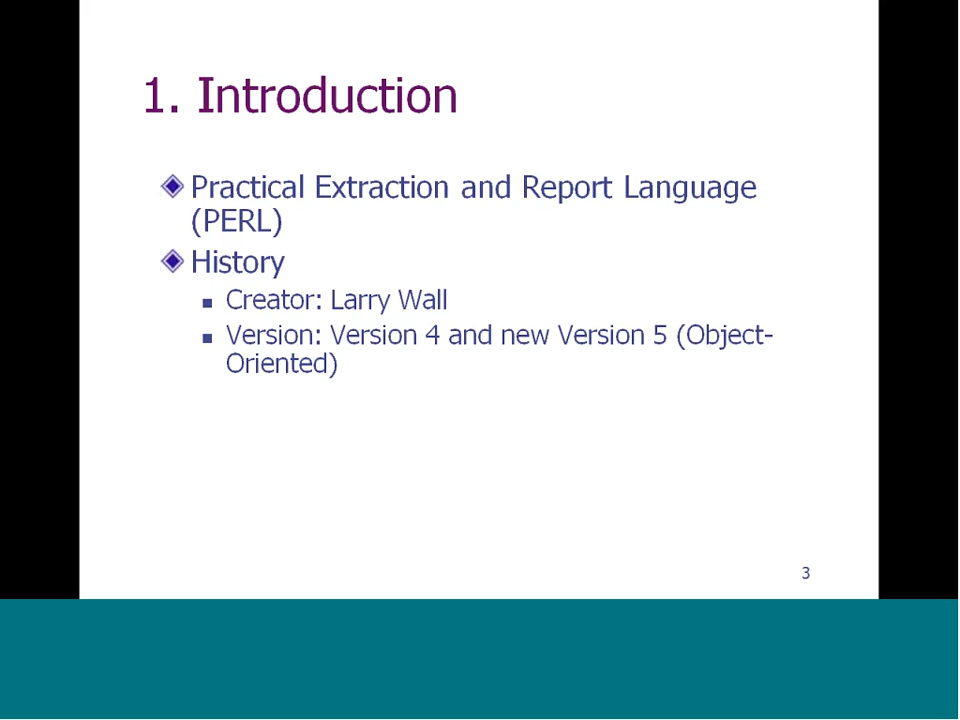 1. Introduction
Practical Extraction and Report Language
(PERL)
History
Creator: Larry Wall
Version: Version 4 and new Version 5 (Object-
Oriented)
3